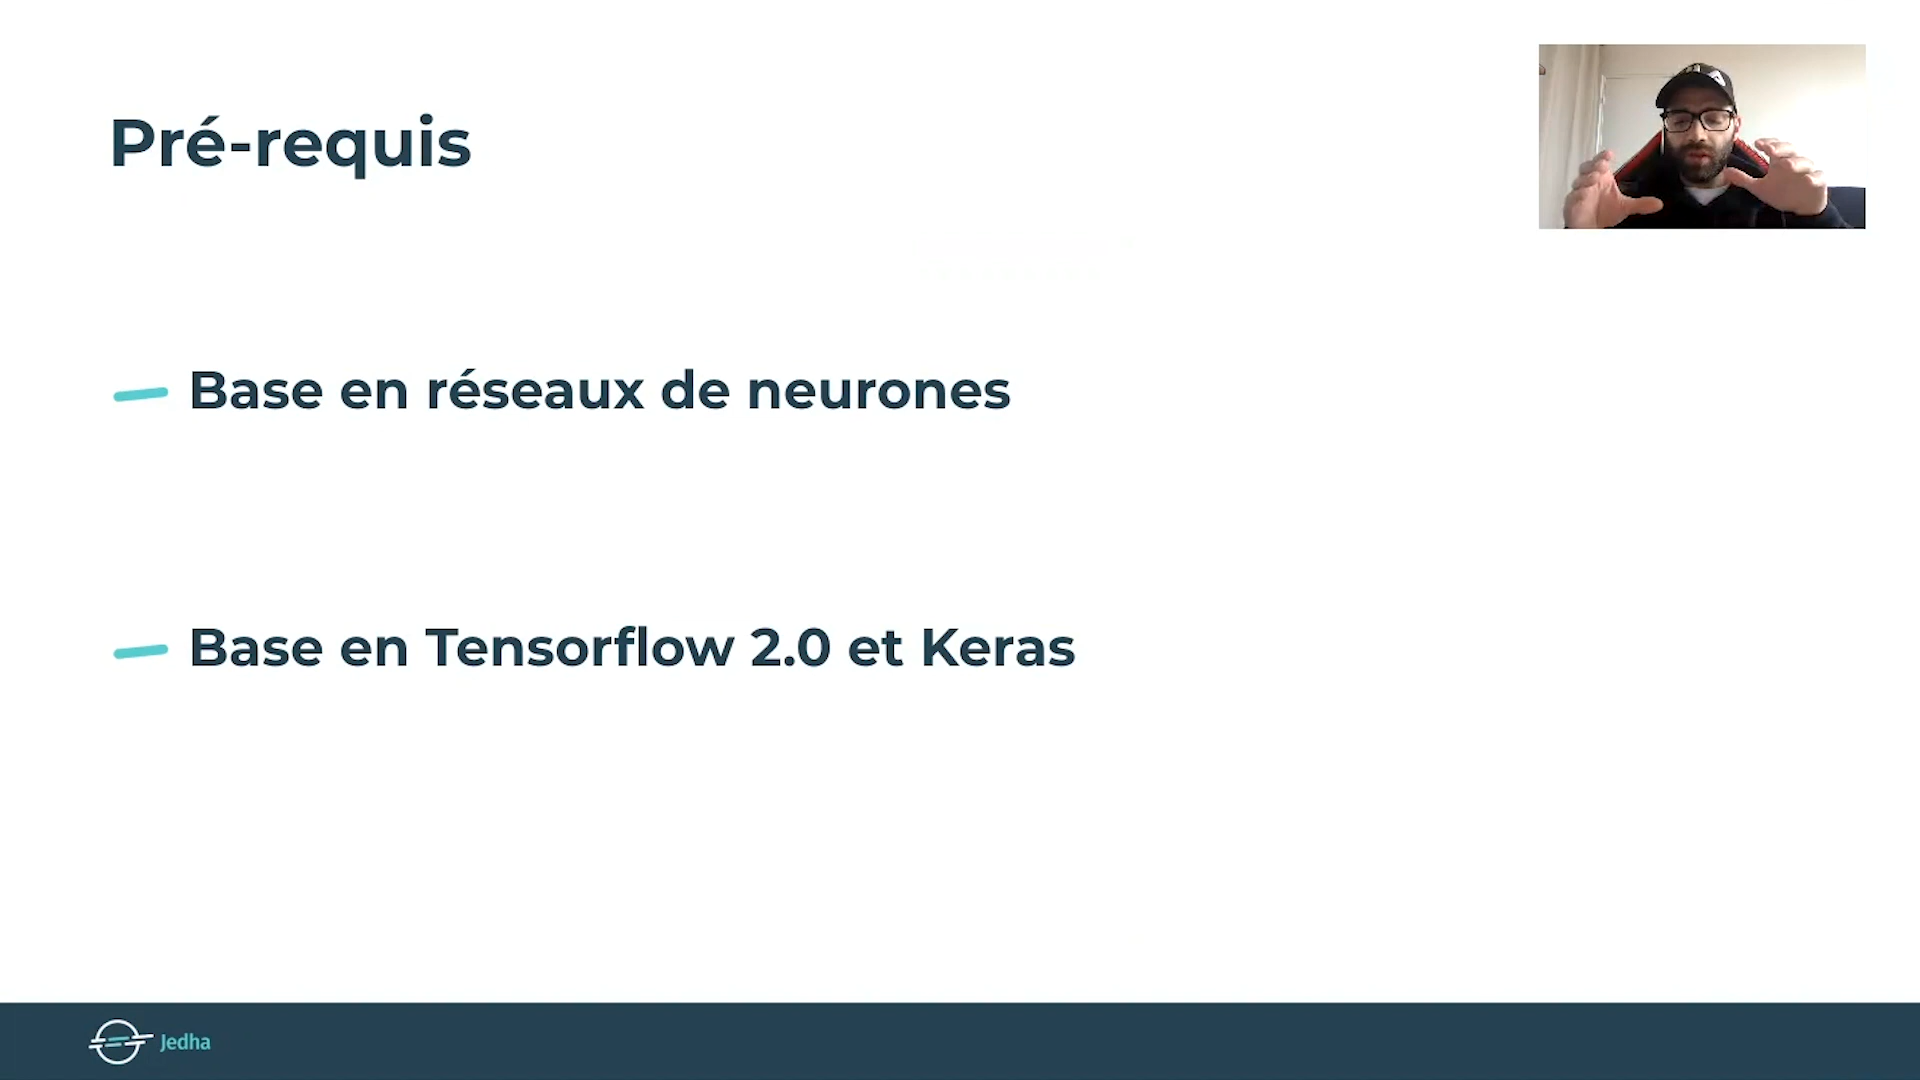 Pré-requis
Base en réseaux de neurones
Base en Tensorflow 2.0 et Keras
Jedha